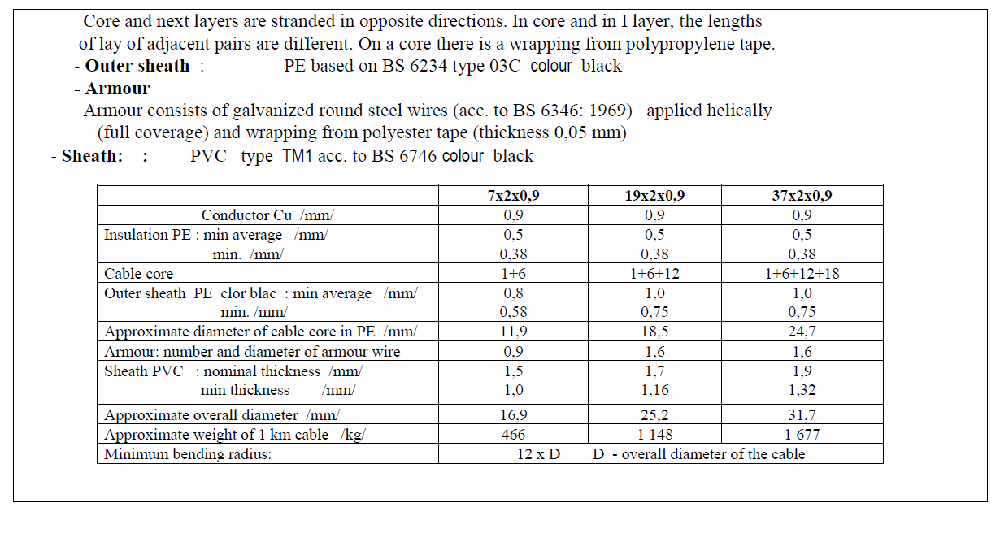 Core and next layers are stranded in opposite directions. In core and in I layer, the lengths
of lay of adjacent pairs are different. On a core there is a wrapping from polypropylene tape.
- Outer sheath : PE based on BS 6234 type 03C colour black
- Armour
Armour consists of galvanized round steel wires (acc. to BS 6346: 1969) applied helically
(full coverage) and wrapping from polyester tape (thickness 0,05 mm)
- Sheath: : PVC type TM1 acc. to BS 6746 colour black
7x2x0,9 19x2x0,9 37x2x0,9
Conductor Cu /mm/ 0,9 0,9 0,9
Insulation PE : min average /mm/ 0,5 0,5 0,5
min. /mm/ 0,38 0,38 0,38
Cable core 1+6 1+6+12 1+6+12+18
Outer sheath PE clor blac : min average /mm/ 0,8 1,0 1,0
min. /mm/ 0,58 0,75 0,75
Approximate diameter of cable core in PE /mm/ 11,9 18,5 24,7
Armour: number and diameter of armour wire 0,9 1,6 1,6
Sheath PVC : nominal thickness /mm/ 1,5 1,7 1,9
min thickness /mm/ 1,0 1,16 1,32
Approximate overall diameter /mm/ 16,9 25,2 31,7
Approximate weight of 1 km cable /kg/ 466 1 148 1 677
Minimum bending radius: 12 x D D - overall diameter of the cable